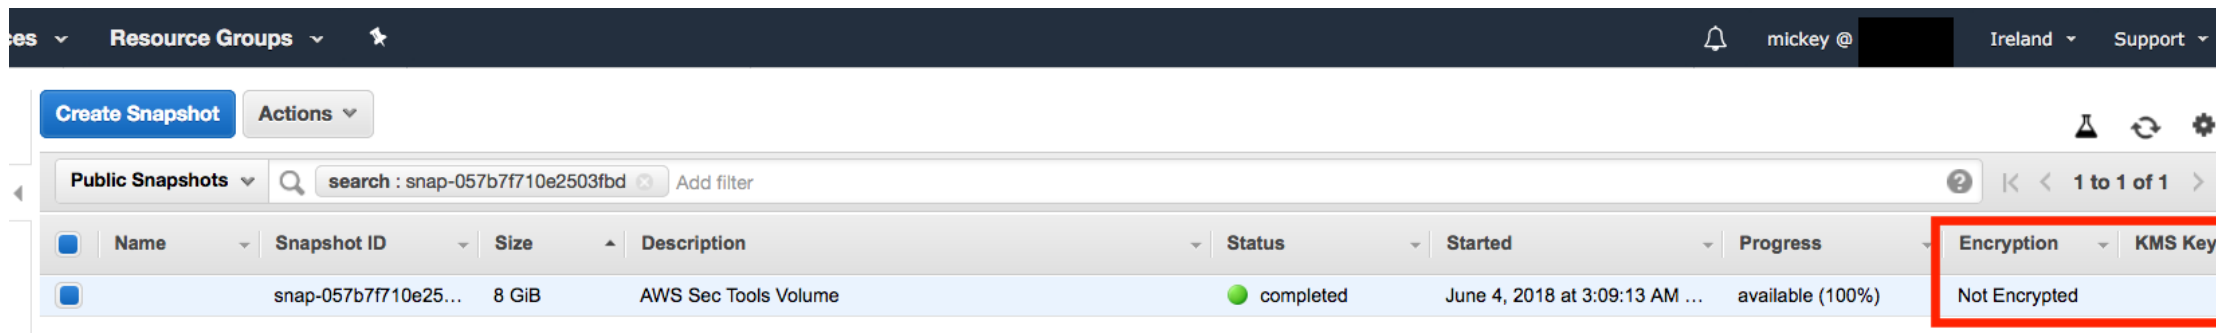 ces Resource Groups mickey @ Ireland Support
Create Snapshot Actions
Public Snapshots search : snap-057b7f710e2503fbd Add filter 1 to 1 of 1
Name Snapshot ID Size Description Status Started Progress Encryption KMS Key
snap-057b7f710e25... 8 GiB AWS Sec Tools Volume completed June 4, 2018 at 3:09:13 AM ... available (100%) Not Encrypted